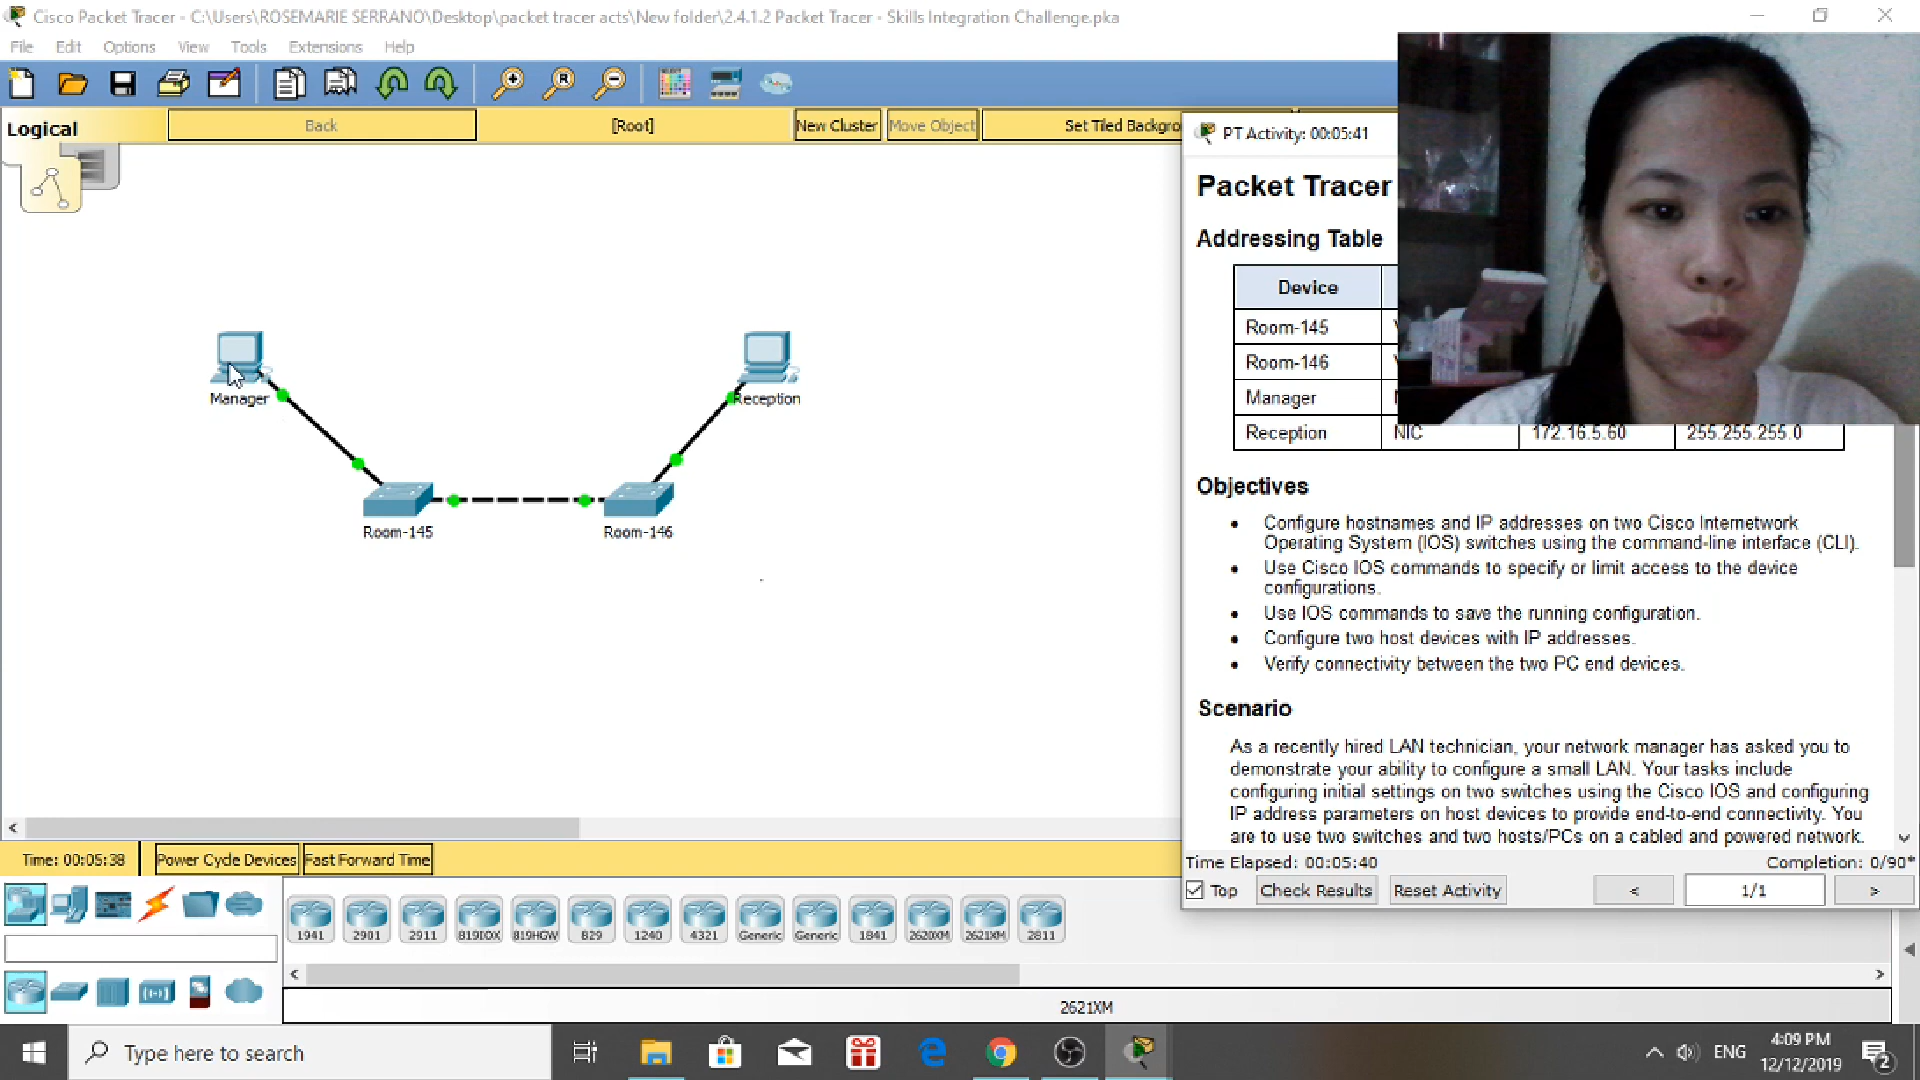 Cisco Packet Tracer - C:\Users\ROSEMARIE SERRANO\Desktop\packet tracer acts\New folder\2.4.1.2 Packet Tracer - Skills Integration Challenge.pka
File Edit Options View Tools Extensions Help
Logical
Back
[Root]
New Cluster
Move Object
Set Tiled Backgro
PT Activity: 00:05:41
Packet Tracer
Addressing Table
Device
Room-145
Room-146
Manager
Reception NIC 172.16.5.60 255.255.255.0
Objectives
• Configure hostnames and IP addresses on two Cisco Internetwork
Operating System (IOS) switches using the command-line interface (CLI).
• Use Cisco IOS commands to specify or limit access to the device
configurations.
• Use IOS commands to save the running configuration.
• Configure two host devices with IP addresses.
• Verify connectivity between the two PC end devices.
Scenario
As a recently hired LAN technician, your network manager has asked you to
demonstrate your ability to configure a small LAN. Your tasks include
configuring initial settings on two switches using the Cisco IOS and configuring
IP address parameters on host devices to provide end-to-end connectivity. You
are to use two switches and two hosts/PCs on a cabled and powered network.
Time Elapsed: 00:05:40 Completion: 0/90*
Top Check Results Reset Activity < 1/1 >
Manager
Reception
Room-145
Room-146
Time: 00:05:38 Power Cycle Devices Fast Forward Time
1941 2901 2911 819IOX 819HGW 829 1240 4321 Generic Generic 1841 2620XM 2621XM 2811
2621XM
Type here to search
ENG
4:09 PM
12/12/2019
2